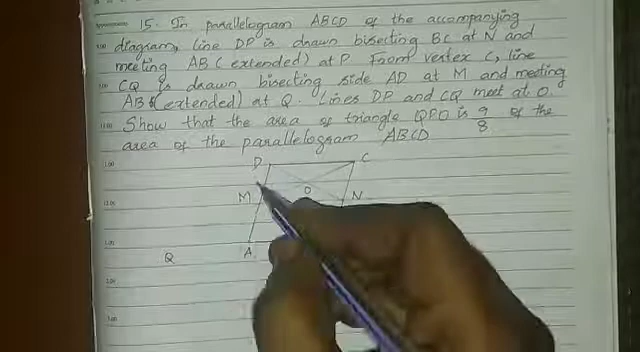 15. In parallelogram ABCD of the accompanying
diagram, line DP is drawn bisecting BC at N and
meeting AB (extended) at P. From vertex C, line
CQ is drawn bisecting side AD at M and meeting
AB (extended) at Q. Lines DP and CQ meet at O.
Show that the area of triangle QPO is 9/8 of the
area of the parallelogram ABCD
D C
M O N
A
Q